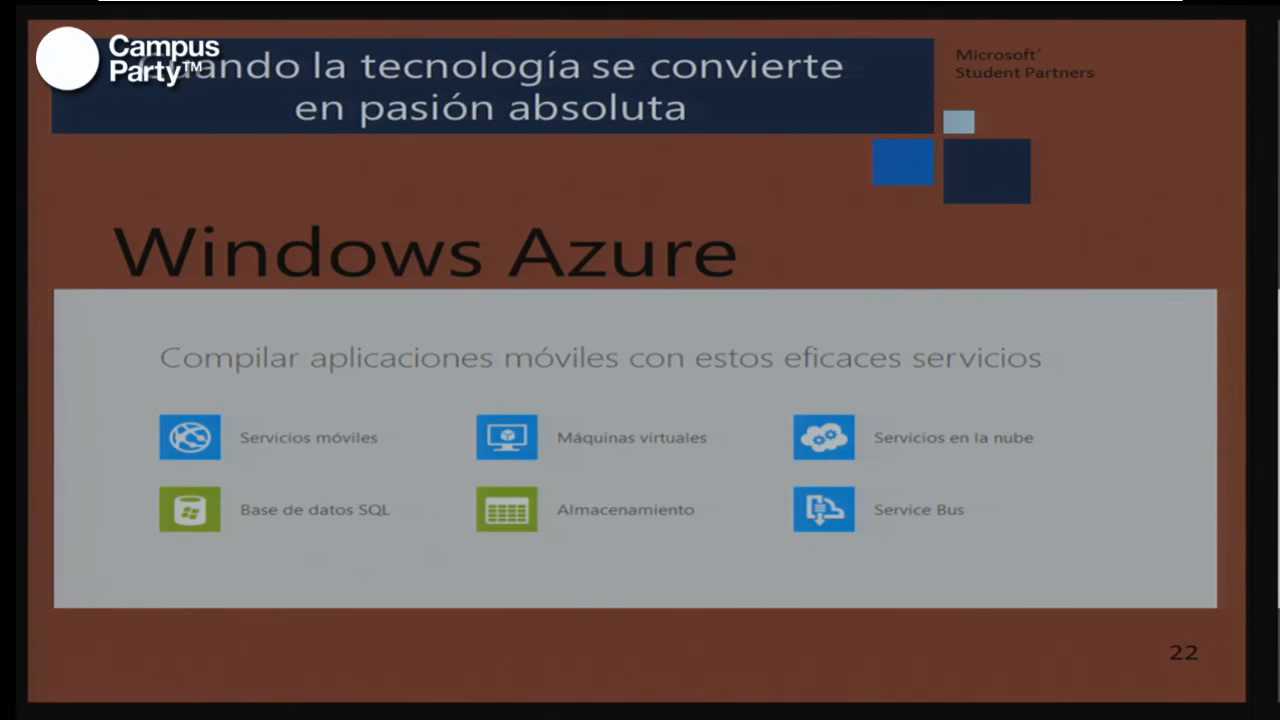 Campus
Party™
ando la tecnología se convierte
en pasión absoluta
Microsoft
Student Partners
Windows Azure
Compilar aplicaciones móviles con estos eficaces servicios
Servicios móviles
Máquinas virtuales
Servicios en la nube
Base de datos SQL
Almacenamiento
Service Bus
22